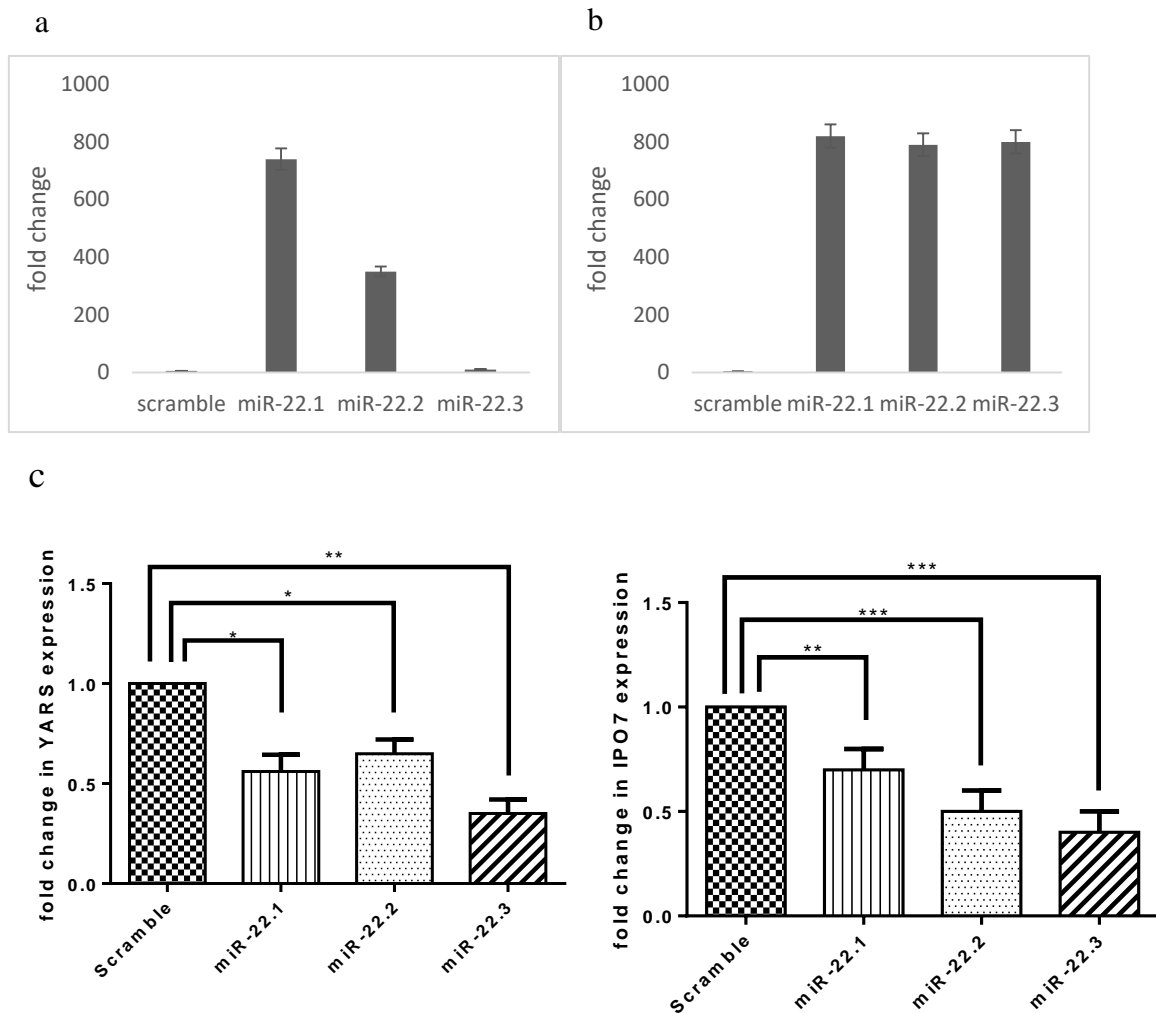 a
b
1000
800
600
400
200
0
fold change
scramble miR-22.1 miR-22.2 miR-22.3
1000
800
600
400
200
0
fold change
scramble miR-22.1 miR-22.2 miR-22.3
c
**
*
*
1.5
1.0
0.5
0.0
fold change in YARS expression
Scramble
miR-22.1
miR-22.2
miR-22.3
***
***
**
1.5
1.0
0.5
0.0
fold change in IPO7 expression
Scramble
miR-22.1
miR-22.2
miR-22.3